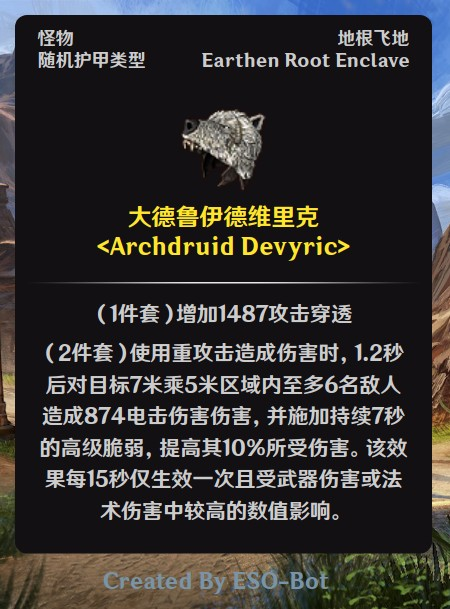 怪物
地根飞地
随机护甲类型
Earthen Root Enclave
大德鲁伊德维里克
<Archdruid Devyric>
(1件套)增加1487攻击穿透
(2件套)使用重攻击造成伤害时，1.2秒
后对目标7米乘5米区域内至多6名敌人
造成874电击伤害伤害，并施加持续7秒
的高级脆弱，提高其10%所受伤害。该效
果每15秒仅生效一次且受武器伤害或法
术伤害中较高的数值影响。
Created By ESO-Bot